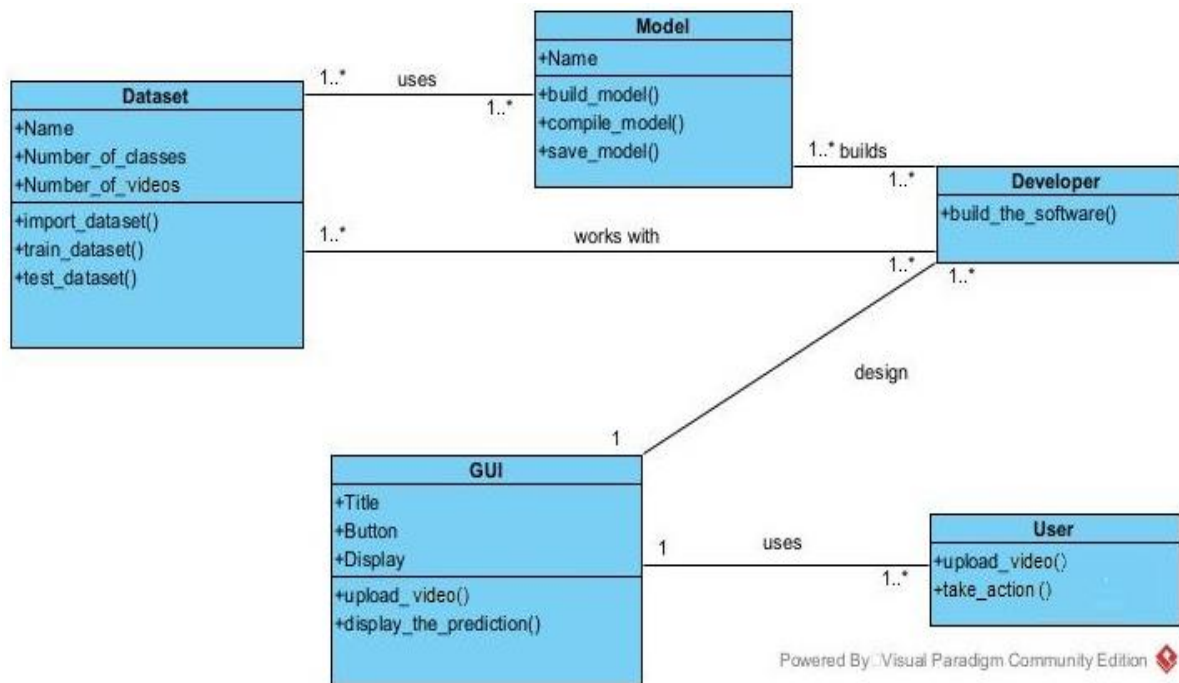 Model
+Name
+build_model()
+compile_model()
+save_model()
1..* uses
1..*
Dataset
+Name
+Number_of_classes
+Number_of_videos
+import_dataset()
+train_dataset()
+test_dataset()
1..* builds
1..*
Developer
+build_the_software()
1..* works with
1..*
1..*
design
1
GUI
+Title
+Button
+Display
+upload_video()
+display_the_prediction()
1 uses
1..*
User
+upload_video()
+take_action ()
Powered By Visual Paradigm Community Edition